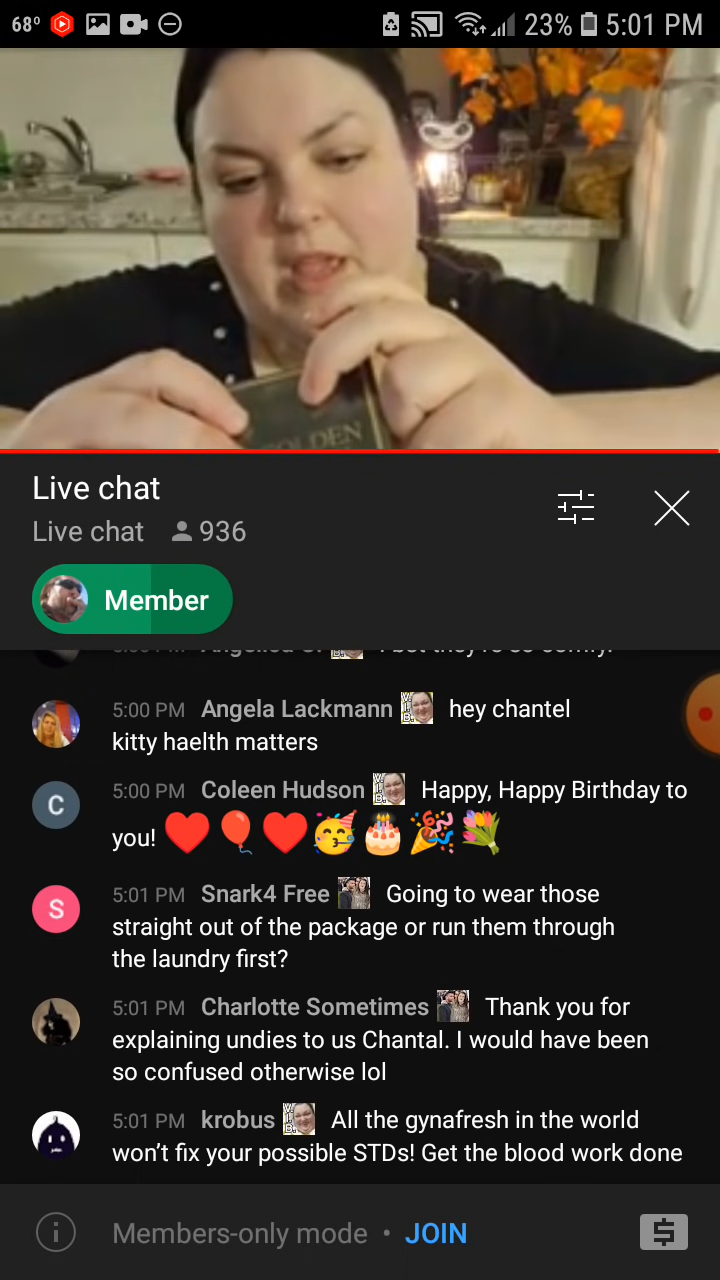 68° 23% 5:01 PM
OLDEN
Live chat
Live chat 936
Member
5:00 PM Angela Lackmann hey chantel
kitty haelth matters
5:00 PM Coleen Hudson Happy, Happy Birthday to
you! ❤️🎈❤️🥳🎂🎉💐
5:01 PM Snark4 Free Going to wear those
straight out of the package or run them through
the laundry first?
5:01 PM Charlotte Sometimes Thank you for
explaining undies to us Chantal. I would have been
so confused otherwise lol
5:01 PM krobus All the gynafresh in the world
won't fix your possible STDs! Get the blood work done
Members-only mode • JOIN